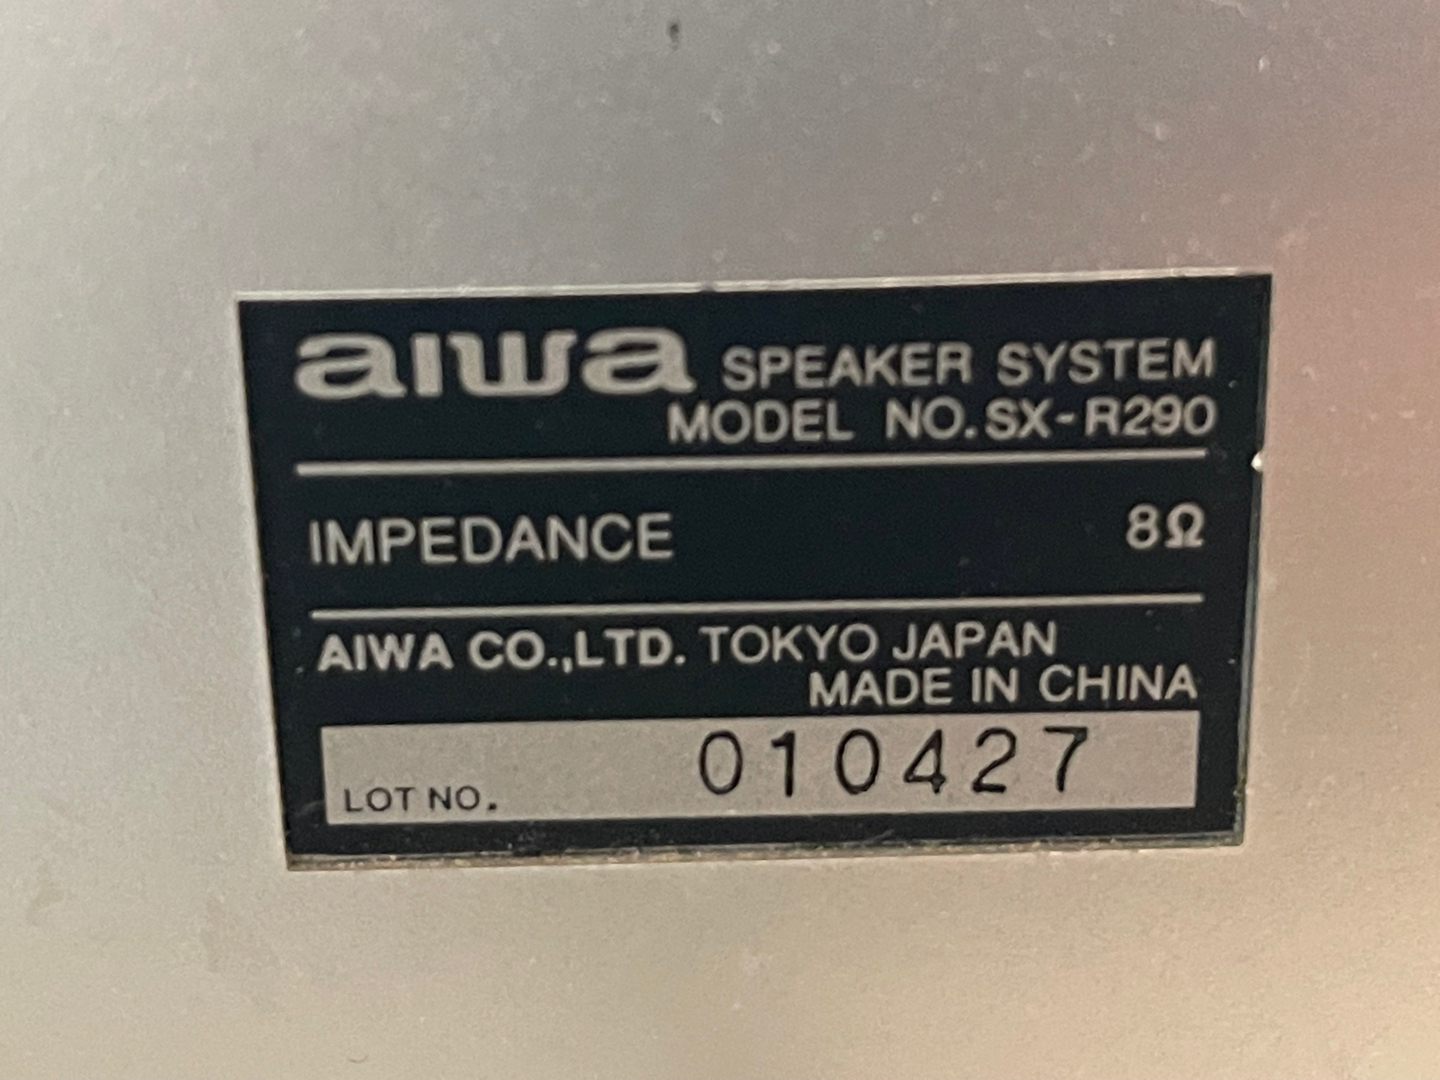 aiwa SPEAKER SYSTEM
MODEL NO. SX-R290
IMPEDANCE 8Ω
AIWA CO.,LTD. TOKYO JAPAN
MADE IN CHINA
LOT NO. 010427